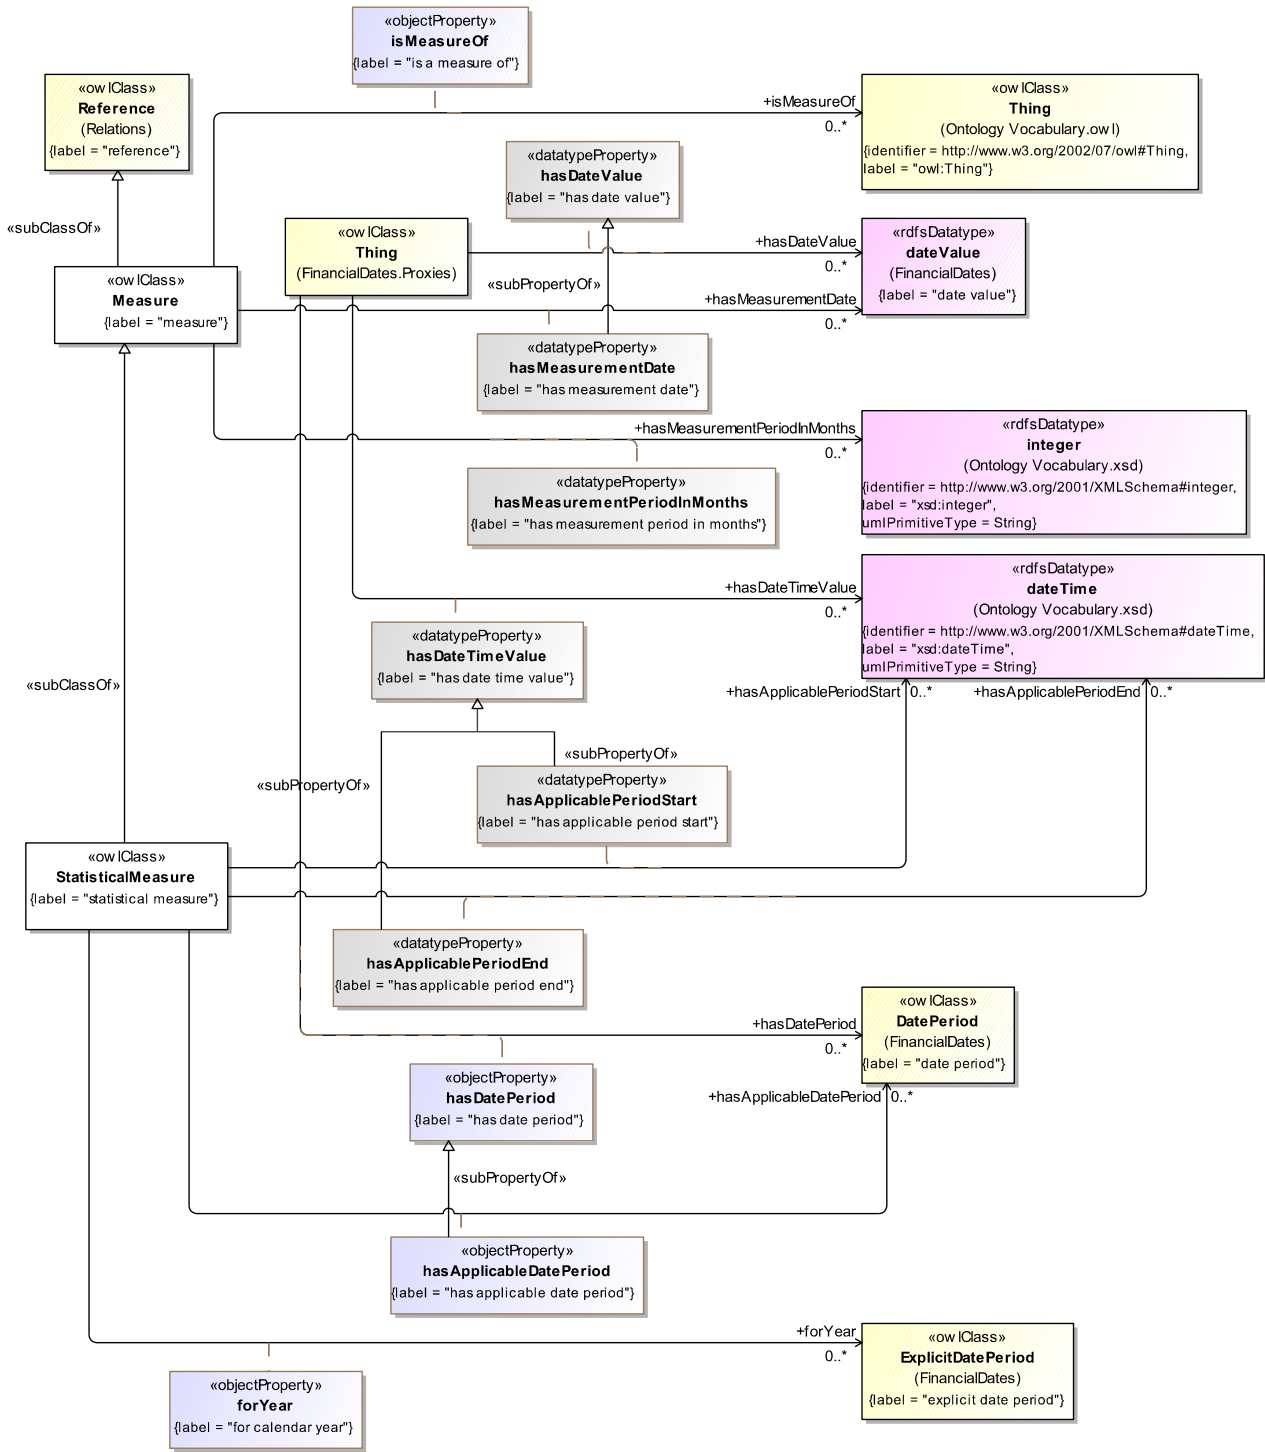 «objectProperty»
isMeasureOf
{label = "is a measure of"}
«owlClass»
Reference
(Relations)
{label = "reference"}
+isMeasureOf
0..*
«owlClass»
Thing
(Ontology Vocabulary.owl)
{identifier = http://www.w3.org/2002/07/owl#Thing,
label = "owl:Thing"}
«datatypeProperty»
hasDateValue
{label = "has date value"}
«subClassOf»
«owlClass»
Thing
(FinancialDates.Proxies)
+hasDateValue
0..*
«rdfsDatatype»
dateValue
(FinancialDates)
{label = "date value"}
«owlClass»
Measure
{label = "measure"}
«subPropertyOf»
+hasMeasurementDate
0..*
«datatypeProperty»
hasMeasurementDate
{label = "has measurement date"}
+hasMeasurementPeriodInMonths
0..*
«rdfsDatatype»
integer
(Ontology Vocabulary.xsd)
{identifier = http://www.w3.org/2001/XMLSchema#integer,
label = "xsd:integer",
umlPrimitiveType = String}
«datatypeProperty»
hasMeasurementPeriodInMonths
{label = "has measurement period in months"}
+hasDateTimeValue
0..*
«rdfsDatatype»
dateTime
(Ontology Vocabulary.xsd)
{identifier = http://www.w3.org/2001/XMLSchema#dateTime,
label = "xsd:dateTime",
umlPrimitiveType = String}
«datatypeProperty»
hasDateTimeValue
{label = "has date time value"}
«subClassOf»
+hasApplicablePeriodStart 0..*
+hasApplicablePeriodEnd 0..*
«subPropertyOf»
«subPropertyOf»
«datatypeProperty»
hasApplicablePeriodStart
{label = "has applicable period start"}
«owlClass»
StatisticalMeasure
{label = "statistical measure"}
«datatypeProperty»
hasApplicablePeriodEnd
{label = "has applicable period end"}
+hasDatePeriod
0..*
«owlClass»
DatePeriod
(FinancialDates)
{label = "date period"}
«objectProperty»
hasDatePeriod
{label = "has date period"}
+hasApplicableDatePeriod 0..*
«subPropertyOf»
«objectProperty»
hasApplicableDatePeriod
{label = "has applicable date period"}
+forYear
0..*
«owlClass»
ExplicitDatePeriod
(FinancialDates)
{label = "explicit date period"}
«objectProperty»
forYear
{label = "for calendar year"}